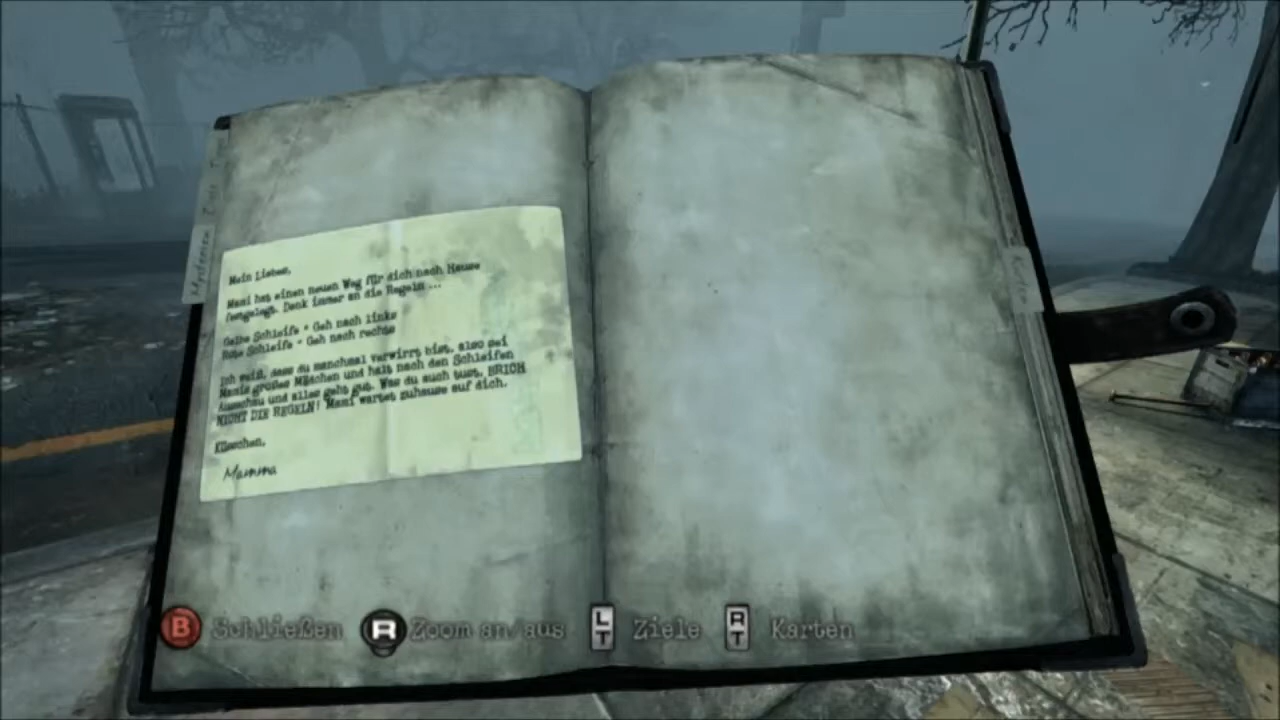 Mysterien
Mein Liebes,
Mami hat einen neuen Weg für dich nach Hause
festgelegt. Denk immer an die Regeln ...
Gelbe Schleife = Geh nach links
Rote Schleife = Geh nach rechts
Ich weiß, dass du manchmal verwirrt bist, also sei
Mamis großes Mädchen und halt nach den Schleifen
Ausschau und alles geht gut. Was du auch tust, BRICH
NICHT DIE REGELN! Mami wartet zuhause auf dich.
Küsschen,
Mamma
B Schließen R Zoom an/aus LT Ziele RT Karten